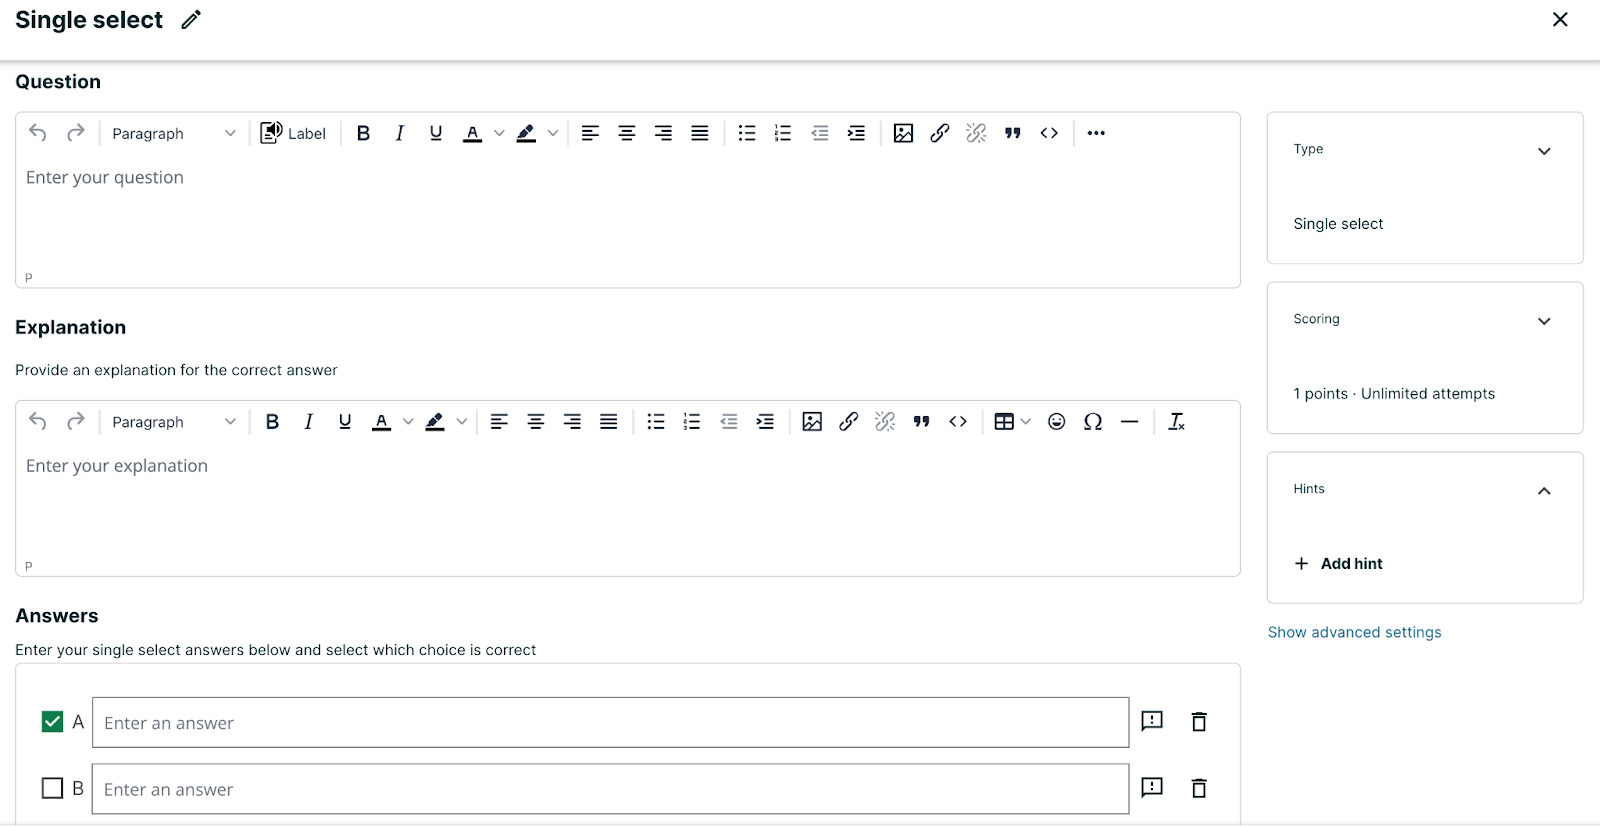 Single select
Question
Paragraph Label B I U A
Enter your question
P
Explanation
Provide an explanation for the correct answer
Paragraph B I U A Ω
Enter your explanation
P
Answers
Enter your single select answers below and select which choice is correct
A Enter an answer
B Enter an answer
Type
Single select
Scoring
1 points · Unlimited attempts
Hints
+ Add hint
Show advanced settings